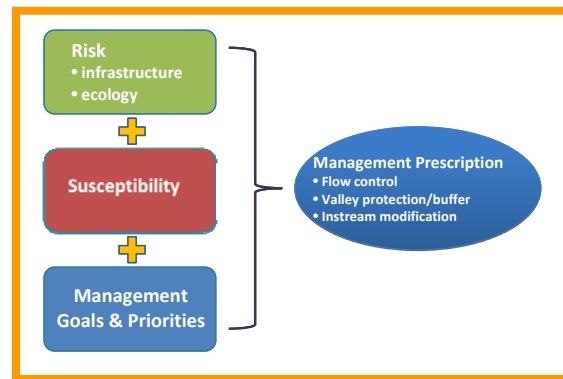 Risk
• infrastructure
• ecology
Susceptibility
Management
Goals & Priorities
Management Prescription
• Flow control
• Valley protection/buffer
• Instream modification